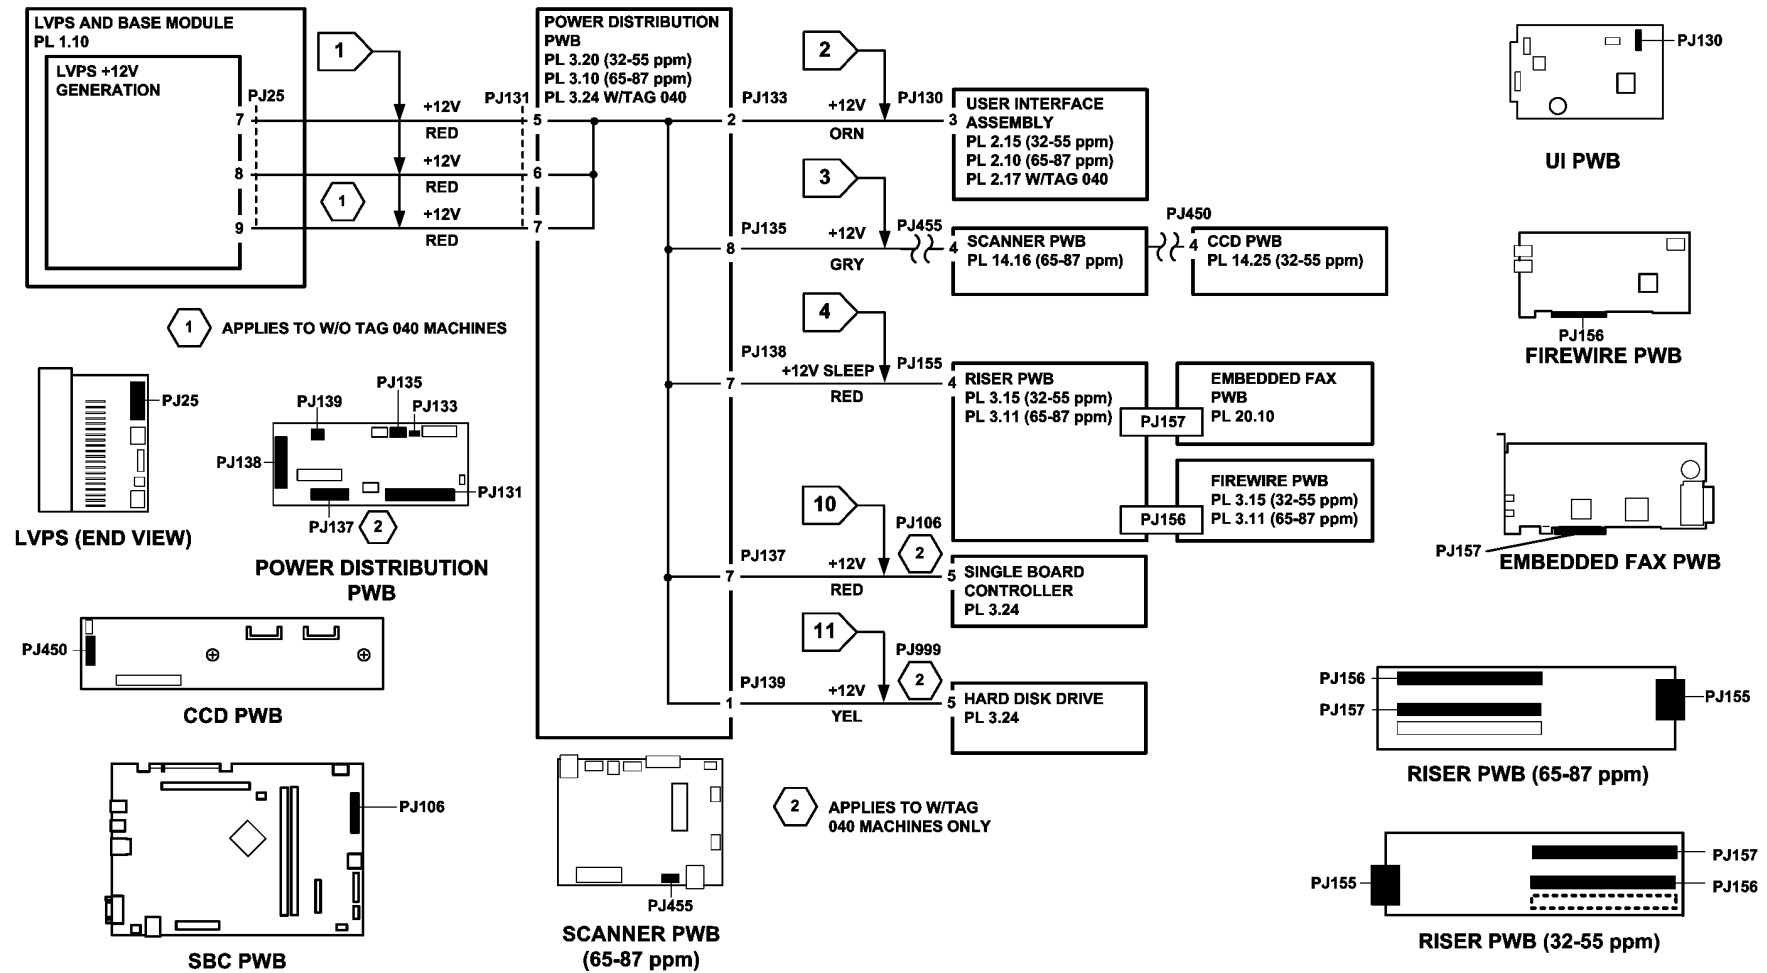 LVPS AND BASE MODULE
PL 1.10
LVPS +12V
GENERATION
PJ25
7
8
9
1
+12V
RED
+12V
RED
1
+12V
RED
PJ131
5
6
7
POWER DISTRIBUTION
PWB
PL 3.20 (32-55 ppm)
PL 3.10 (65-87 ppm)
PL 3.24 W/TAG 040
2
PJ133
+12V
PJ130
2
ORN
3
USER INTERFACE
ASSEMBLY
PL 2.15 (32-55 ppm)
PL 2.10 (65-87 ppm)
PL 2.17 W/TAG 040
3
PJ135
+12V
PJ455
8
GRY
4
SCANNER PWB
PL 14.16 (65-87 ppm)
PJ450
4
CCD PWB
PL 14.25 (32-55 ppm)
4
PJ138
+12V SLEEP
PJ155
7
RED
4
RISER PWB
PL 3.15 (32-55 ppm)
PL 3.11 (65-87 ppm)
PJ157
EMBEDDED FAX
PWB
PL 20.10
PJ156
FIREWIRE PWB
PL 3.15 (32-55 ppm)
PL 3.11 (65-87 ppm)
10
PJ106
2
PJ137
+12V
7
RED
5
SINGLE BOARD
CONTROLLER
PL 3.24
11
PJ999
2
PJ139
+12V
1
YEL
5
HARD DISK DRIVE
PL 3.24
1
APPLIES TO W/O TAG 040 MACHINES
2
APPLIES TO W/TAG
040 MACHINES ONLY
PJ25
LVPS (END VIEW)
PJ135
PJ139
PJ133
PJ138
PJ131
PJ137
2
POWER DISTRIBUTION
PWB
PJ450
CCD PWB
PJ106
SBC PWB
PJ455
SCANNER PWB
(65-87 ppm)
PJ130
UI PWB
PJ156
FIREWIRE PWB
PJ157
EMBEDDED FAX PWB
PJ156
PJ157
PJ155
RISER PWB (65-87 ppm)
PJ157
PJ155
PJ156
RISER PWB (32-55 ppm)